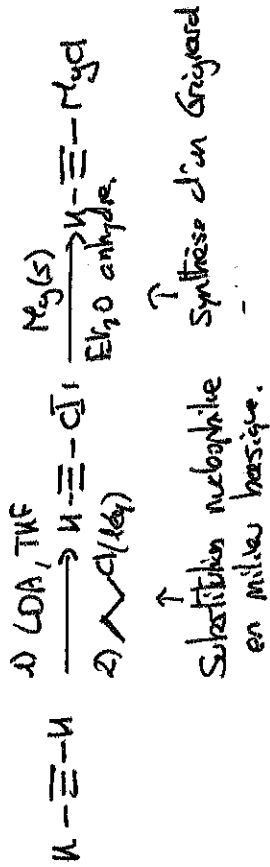 H-≡-H
1) LDA, THF
2) Cl (1éq)
H-≡-Cl
Mg(s)
Et₂O anhydre.
H-≡-MgCl
↑
Substitution nucléophile
en milieu basique.
↑
Synthèse d'un Grignard